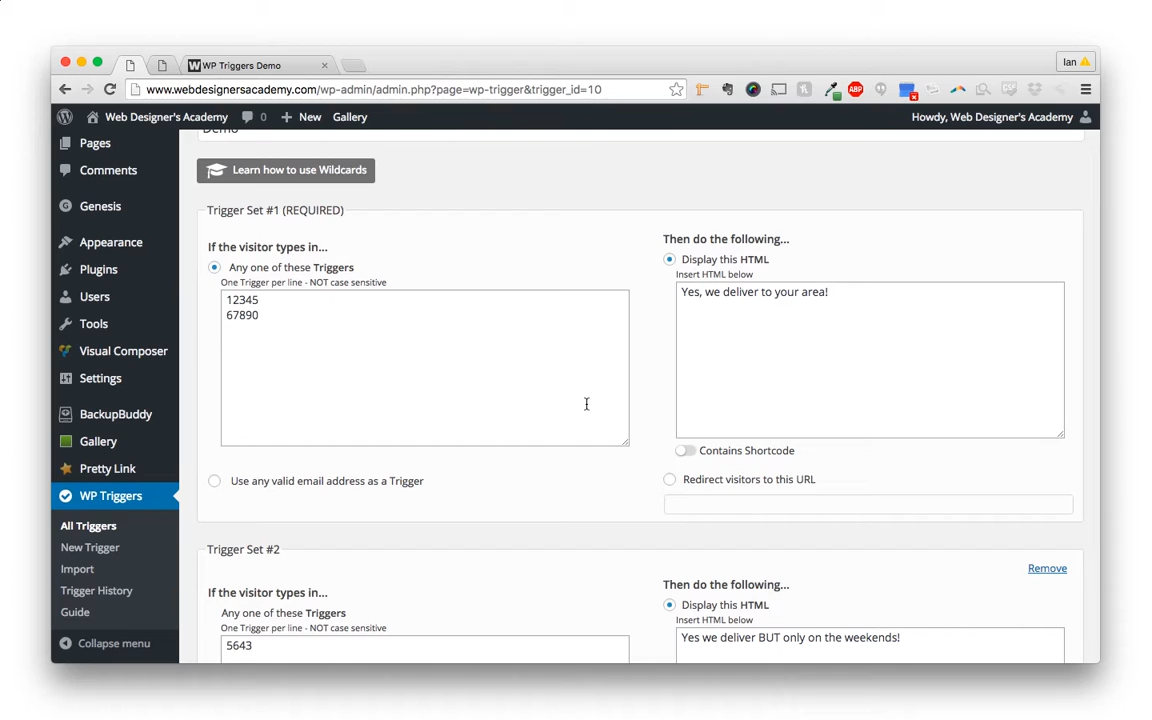 WP Triggers Demo
Ian
www.webdesignersacademy.com/wp-admin/admin.php?page=wp-trigger&trigger_id=10
ABP
Web Designer's Academy
0
New
Gallery
Howdy, Web Designer's Academy
Demo
Pages
Comments
Genesis
Appearance
Plugins
Users
Tools
Visual Composer
Settings
BackupBuddy
Gallery
Pretty Link
WP Triggers
All Triggers
New Trigger
Import
Trigger History
Guide
Collapse menu
Learn how to use Wildcards
Trigger Set #1 (REQUIRED)
If the visitor types in...
Any one of these Triggers
One Trigger per line - NOT case sensitive
12345
67890
Use any valid email address as a Trigger
Then do the following...
Display this HTML
Insert HTML below
Yes, we deliver to your area!
Contains Shortcode
Redirect visitors to this URL
Trigger Set #2
Remove
If the visitor types in...
Any one of these Triggers
One Trigger per line - NOT case sensitive
5643
Then do the following...
Display this HTML
Insert HTML below
Yes we deliver BUT only on the weekends!